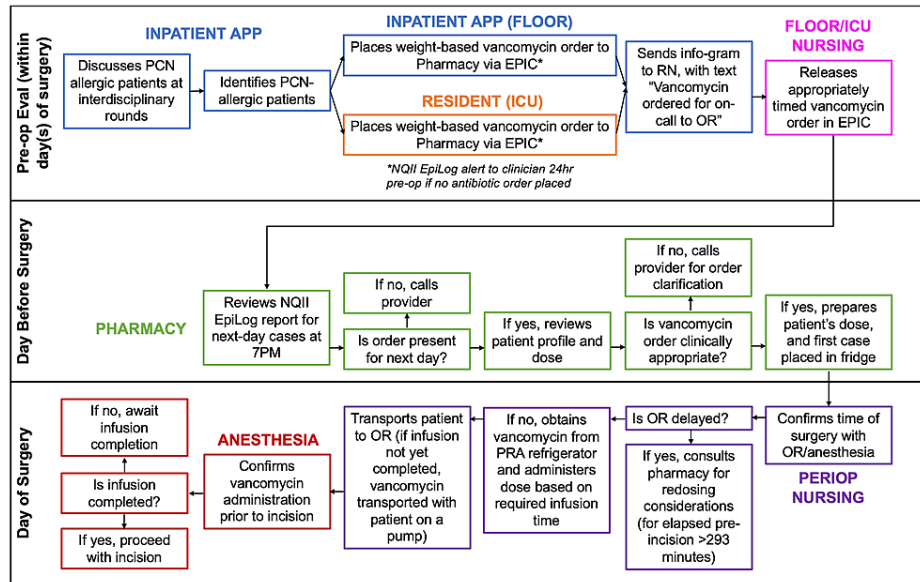 Pre-op Eval (within
day(s) of surgery)
INPATIENT APP
Discusses PCN
allergic patients at
interdisciplinary
rounds
Identifies PCN-
allergic patients
INPATIENT APP (FLOOR)
Places weight-based vancomycin order to
Pharmacy via EPIC*
RESIDENT (ICU)
Places weight-based vancomycin order to
Pharmacy via EPIC*
*NQII EpiLog alert to clinician 24hr
pre-op if no antibiotic order placed
Sends info-gram
to RN, with text
“Vancomycin
ordered for on-
call to OR”
FLOOR/ICU
NURSING
Releases
appropriately
timed vancomycin
order in EPIC
Day Before Surgery
PHARMACY
Reviews NQII
EpiLog report for
next-day cases at
7PM
If no, calls
provider
Is order present
for next day?
If yes, reviews
patient profile and
dose
If no, calls
provider for order
clarification
Is vancomycin
order clinically
appropriate?
If yes, prepares
patient’s dose,
and first case
placed in fridge
Day of Surgery
Confirms time of
surgery with
OR/anesthesia
PERIOP
NURSING
Is OR delayed?
If yes, consults
pharmacy for
redosing
considerations
(for elapsed pre-
incision >293
minutes)
If no, obtains
vancomycin from
PRA refrigerator
and administers
dose based on
required infusion
time
Transports patient
to OR (if infusion
not yet
completed,
vancomycin
transported with
patient on a
pump)
ANESTHESIA
Confirms
vancomycin
administration
prior to incision
If no, await
infusion
completion
Is infusion
completed?
If yes, proceed
with incision